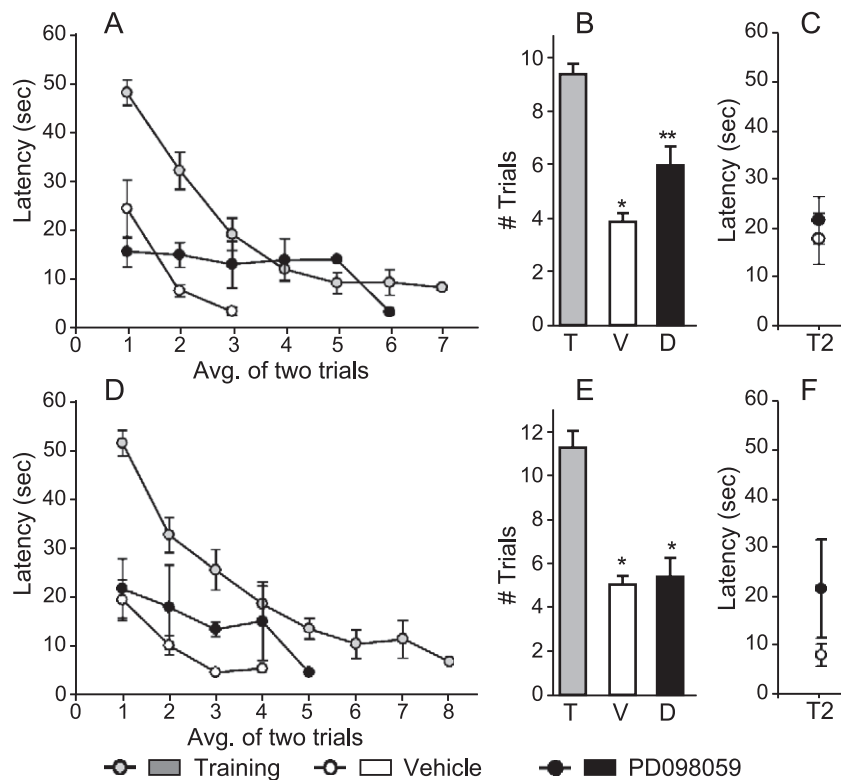 A
Latency (sec)
60
50
40
30
20
10
0
0 1 2 3 4 5 6 7
Avg. of two trials
B
# Trials
10
8
6
4
2
0
*
**
T V D
C
Latency (sec)
60
50
40
30
20
10
0
T2
D
Latency (sec)
60
50
40
30
20
10
0
0 1 2 3 4 5 6 7 8
Avg. of two trials
E
# Trials
12
10
8
6
4
2
0
* *
T V D
F
Latency (sec)
60
50
40
30
20
10
0
T2
Training Vehicle PD098059